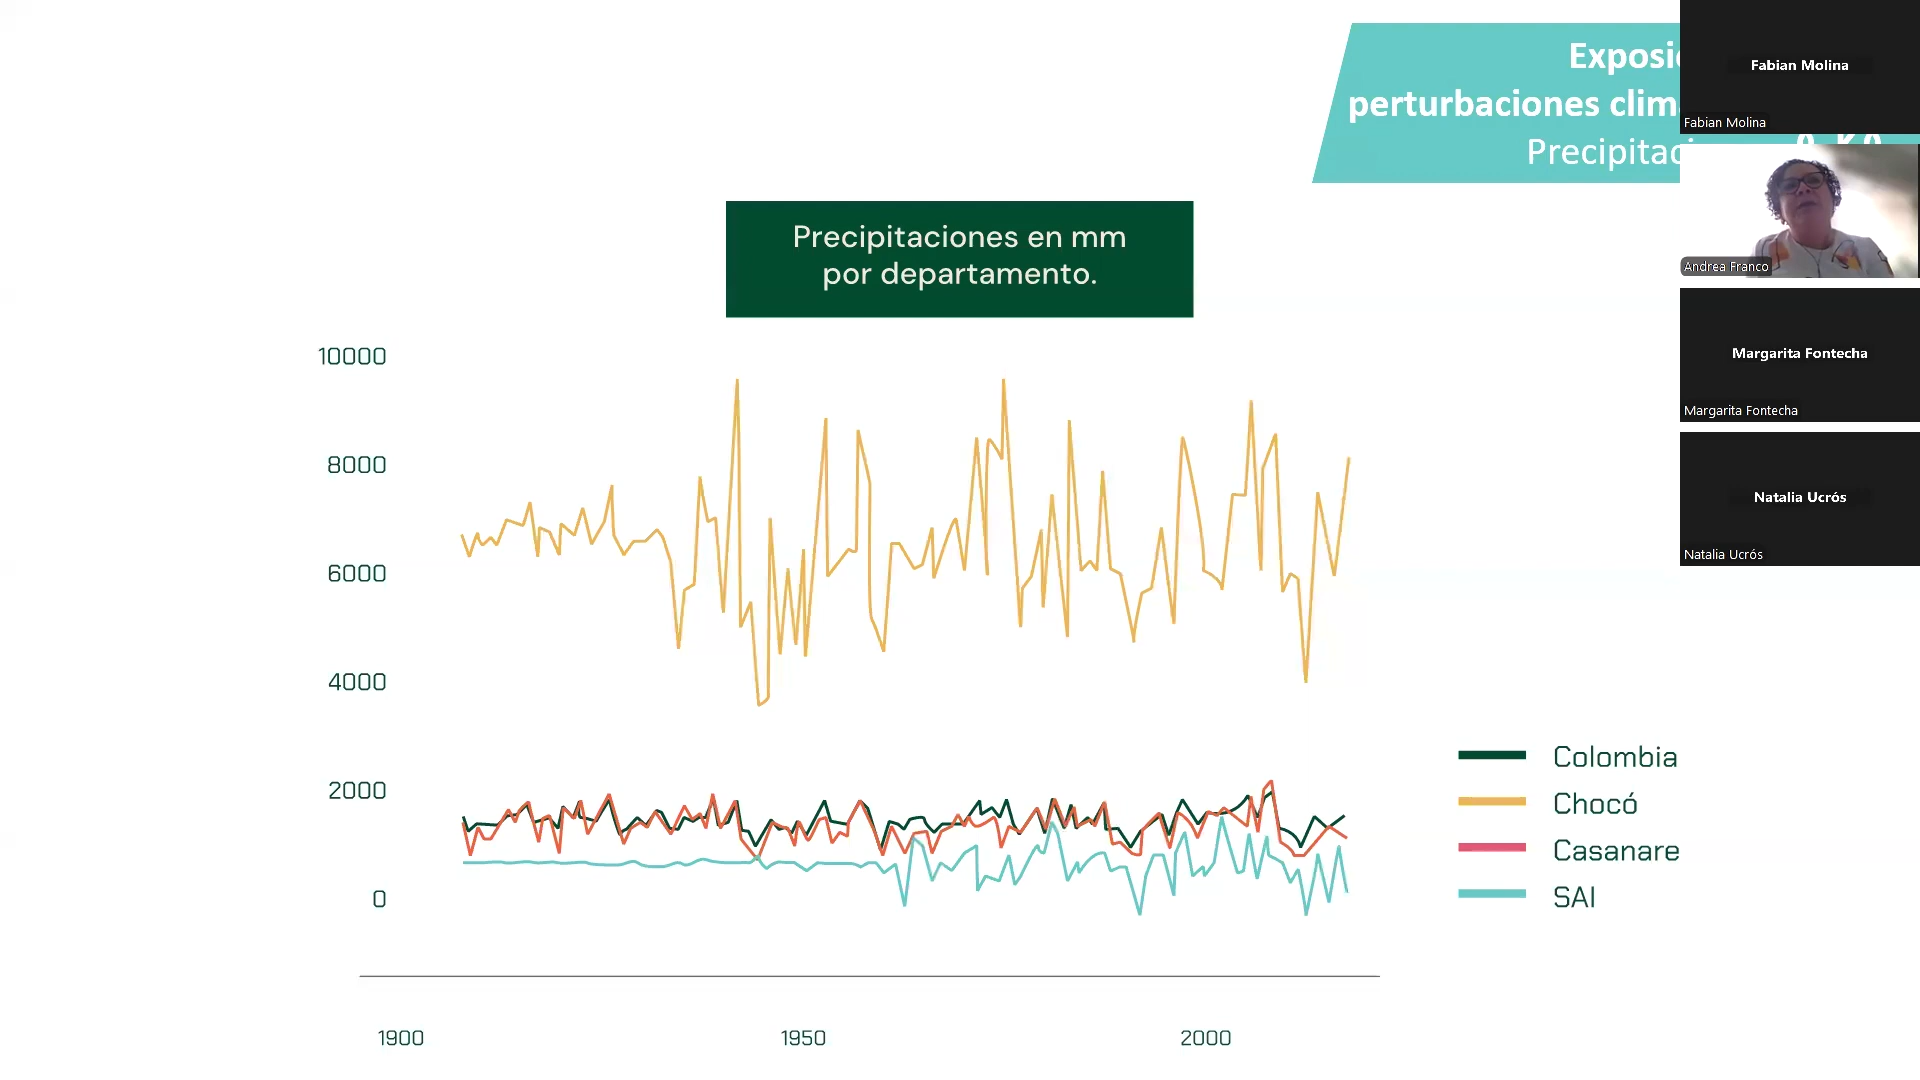 Exposi
perturbaciones clim
Precipitac
Precipitaciones en mm
por departamento.
10000
8000
6000
4000
2000
0
1900
1950
2000
Colombia
Chocó
Casanare
SAI
Fabian Molina
Fabian Molina
Andrea Franco
Margarita Fontecha
Margarita Fontecha
Natalia Ucrós
Natalia Ucrós